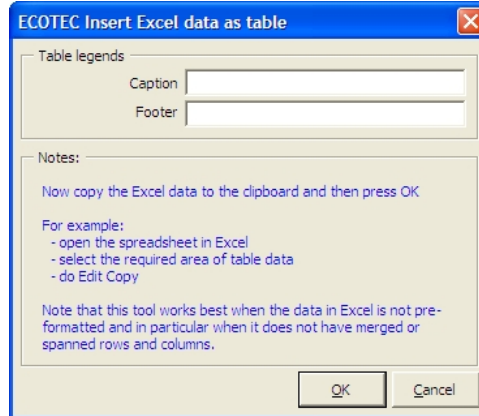 ECOTEC Insert Excel data as table
Table legends
Caption
Footer
Notes:
Now copy the Excel data to the clipboard and then press OK
For example:
- open the spreadsheet in Excel
- select the required area of table data
- do Edit Copy
Note that this tool works best when the data in Excel is not pre-
formatted and in particular when it does not have merged or
spanned rows and columns.
OK Cancel